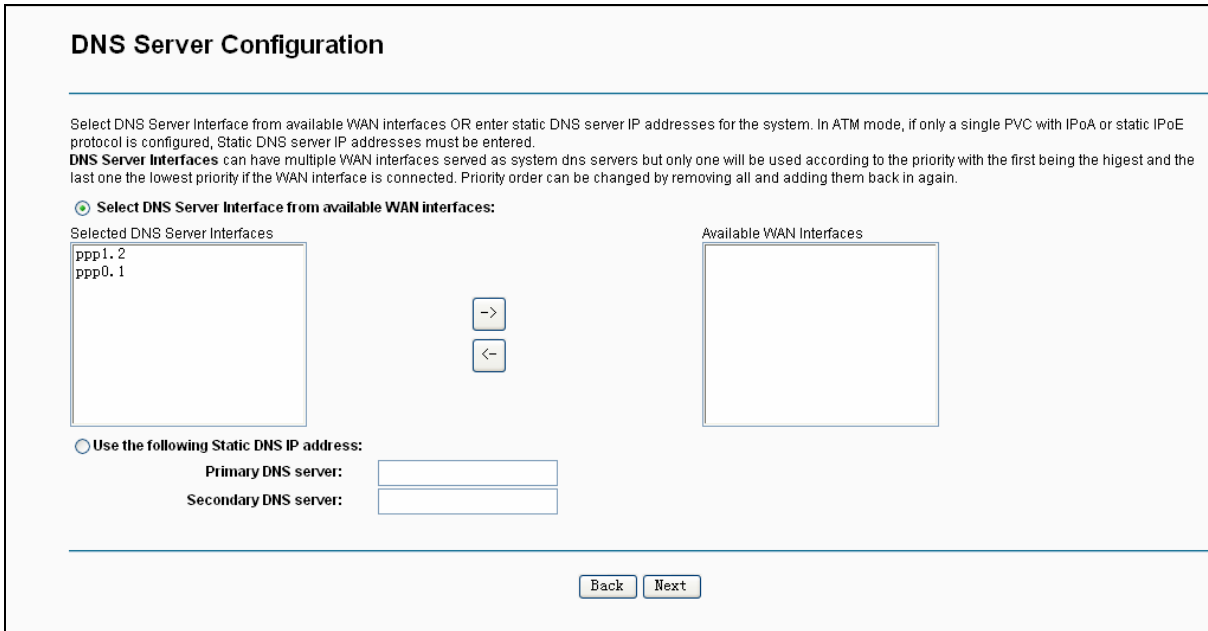 DNS Server Configuration
Select DNS Server Interface from available WAN interfaces OR enter static DNS server IP addresses for the system. In ATM mode, if only a single PVC with IPoA or static IPoE
protocol is configured, Static DNS server IP addresses must be entered.
DNS Server Interfaces can have multiple WAN interfaces served as system dns servers but only one will be used according to the priority with the first being the higest and the
last one the lowest priority if the WAN interface is connected. Priority order can be changed by removing all and adding them back in again.
Select DNS Server Interface from available WAN interfaces:
Selected DNS Server Interfaces
Available WAN Interfaces
ppp1.2
ppp0.1
->
<-
Use the following Static DNS IP address:
Primary DNS server:
Secondary DNS server:
Back Next